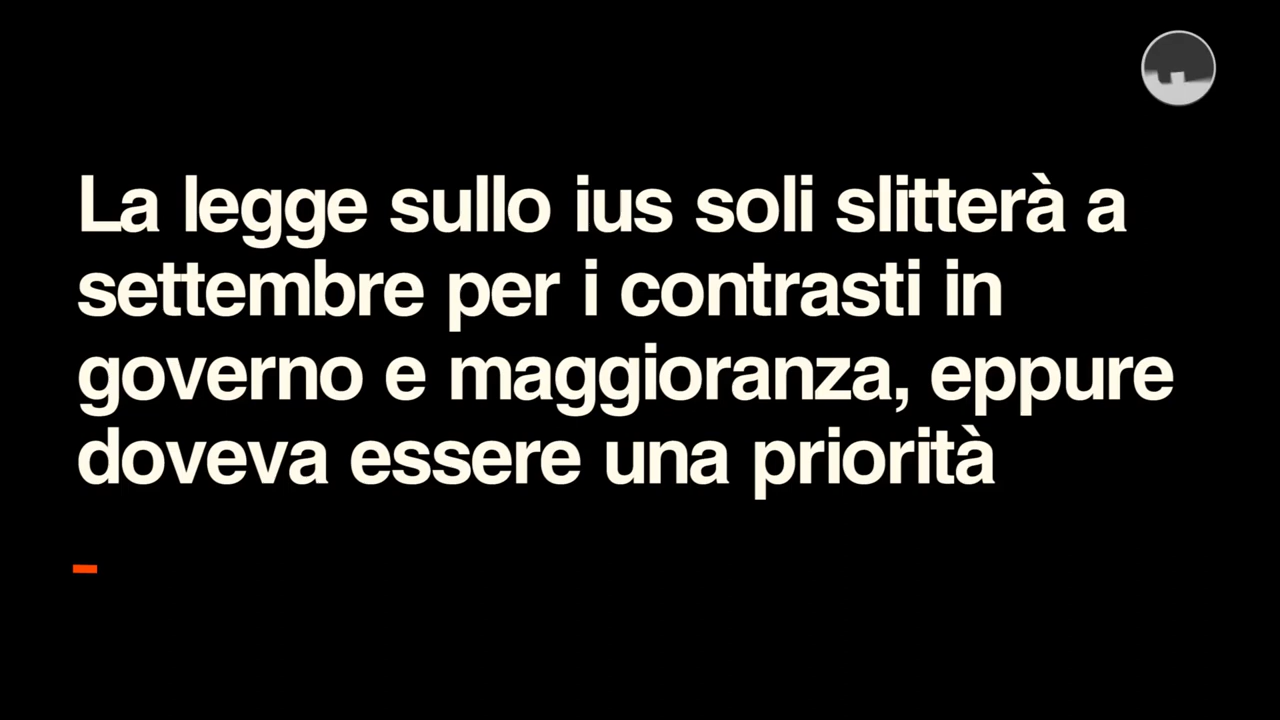 La legge sullo ius soli slitterà a
settembre per i contrasti in
governo e maggioranza, eppure
doveva essere una priorità